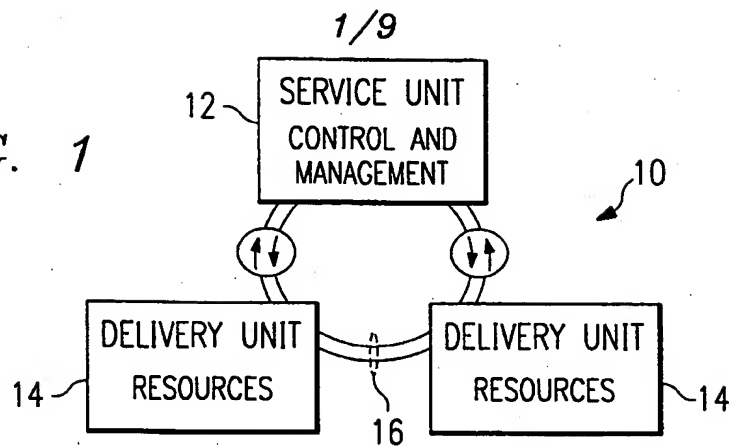 1/9
SERVICE UNIT
CONTROL AND
MANAGEMENT
12
1
10
DELIVERY UNIT
RESOURCES
14
DELIVERY UNIT
RESOURCES
14
16